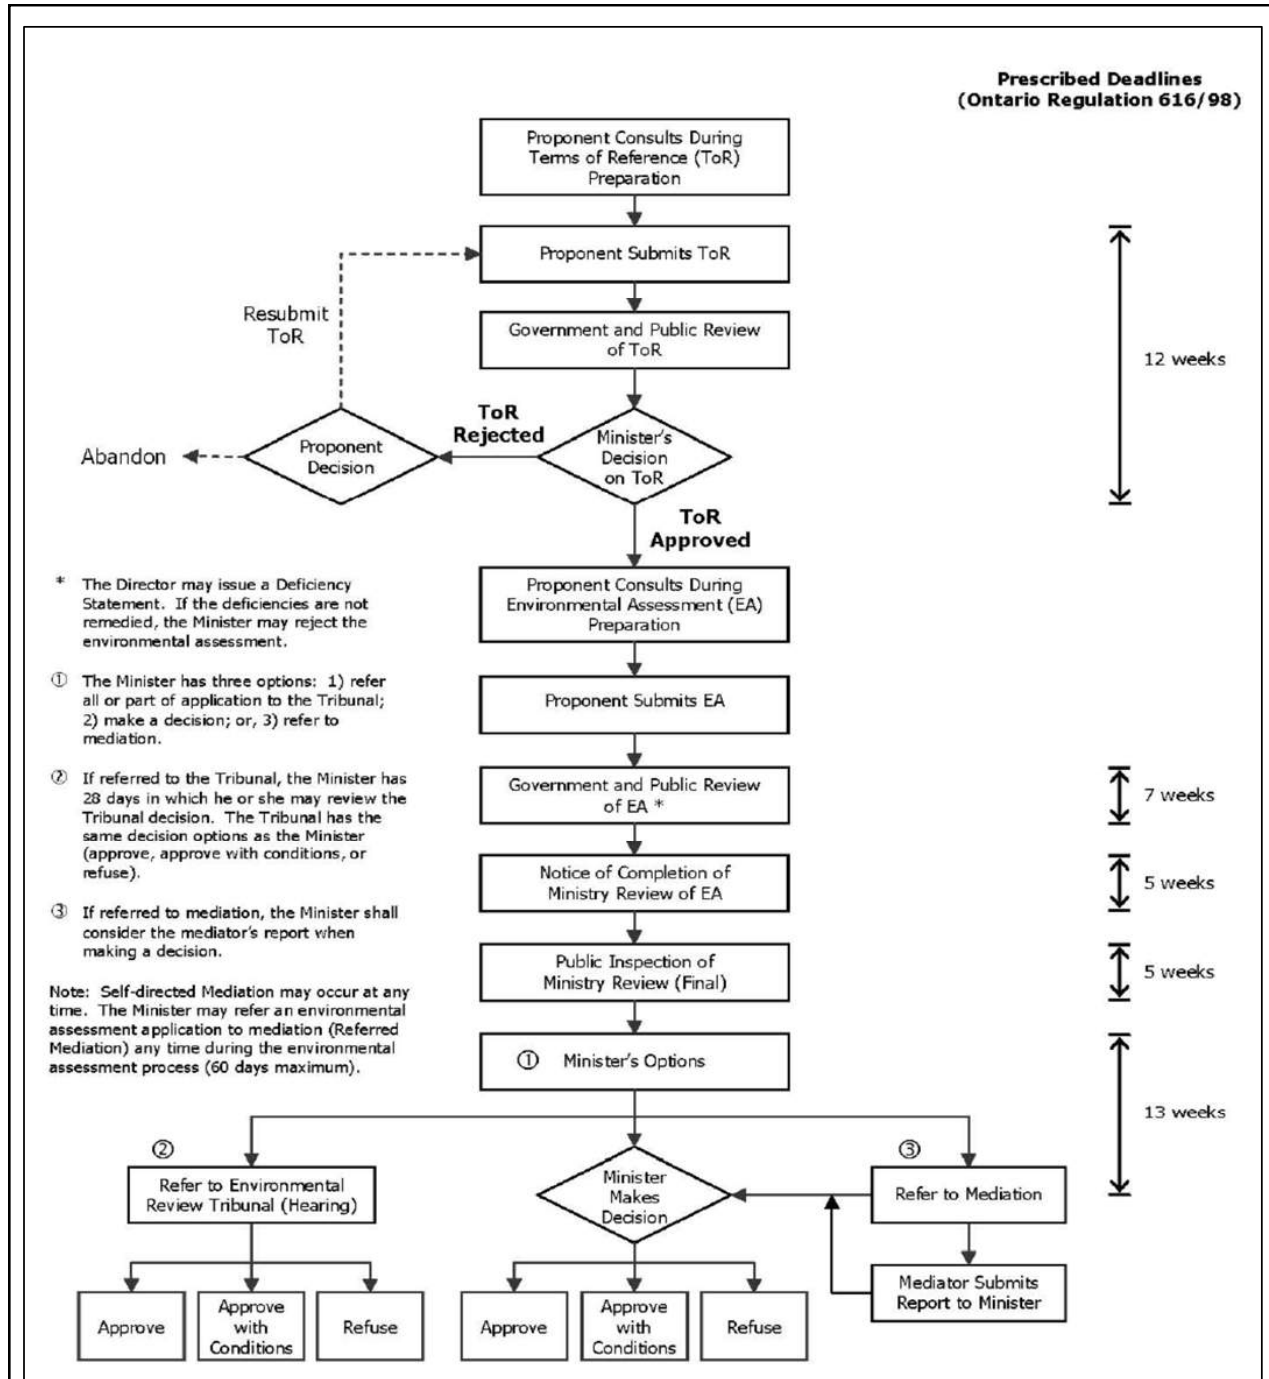 Prescribed Deadlines
(Ontario Regulation 616/98)
Proponent Consults During
Terms of Reference (ToR)
Preparation
Proponent Submits ToR
Resubmit
ToR
Government and Public Review
of ToR
12 weeks
ToR
Rejected
Minister's
Decision
on ToR
Proponent
Decision
Abandon
ToR
Approved
* The Director may issue a Deficiency
Statement. If the deficiencies are not
remedied, the Minister may reject the
environmental assessment.
Proponent Consults During
Environmental Assessment (EA)
Preparation
① The Minister has three options: 1) refer
all or part of application to the Tribunal;
2) make a decision; or, 3) refer to
mediation.
Proponent Submits EA
② If referred to the Tribunal, the Minister has
28 days in which he or she may review the
Tribunal decision. The Tribunal has the
same decision options as the Minister
(approve, approve with conditions, or
refuse).
Government and Public Review
of EA *
7 weeks
Notice of Completion of
Ministry Review of EA
5 weeks
③ If referred to mediation, the Minister shall
consider the mediator's report when
making a decision.
Public Inspection of
Ministry Review (Final)
5 weeks
Note: Self-directed Mediation may occur at any
time. The Minister may refer an environmental
assessment application to mediation (Referred
Mediation) any time during the environmental
assessment process (60 days maximum).
① Minister's Options
13 weeks
②
Refer to Environmental
Review Tribunal (Hearing)
Minister
Makes
Decision
③
Refer to Mediation
Mediator Submits
Report to Minister
Approve
Approve
with
Conditions
Refuse
Approve
Approve
with
Conditions
Refuse